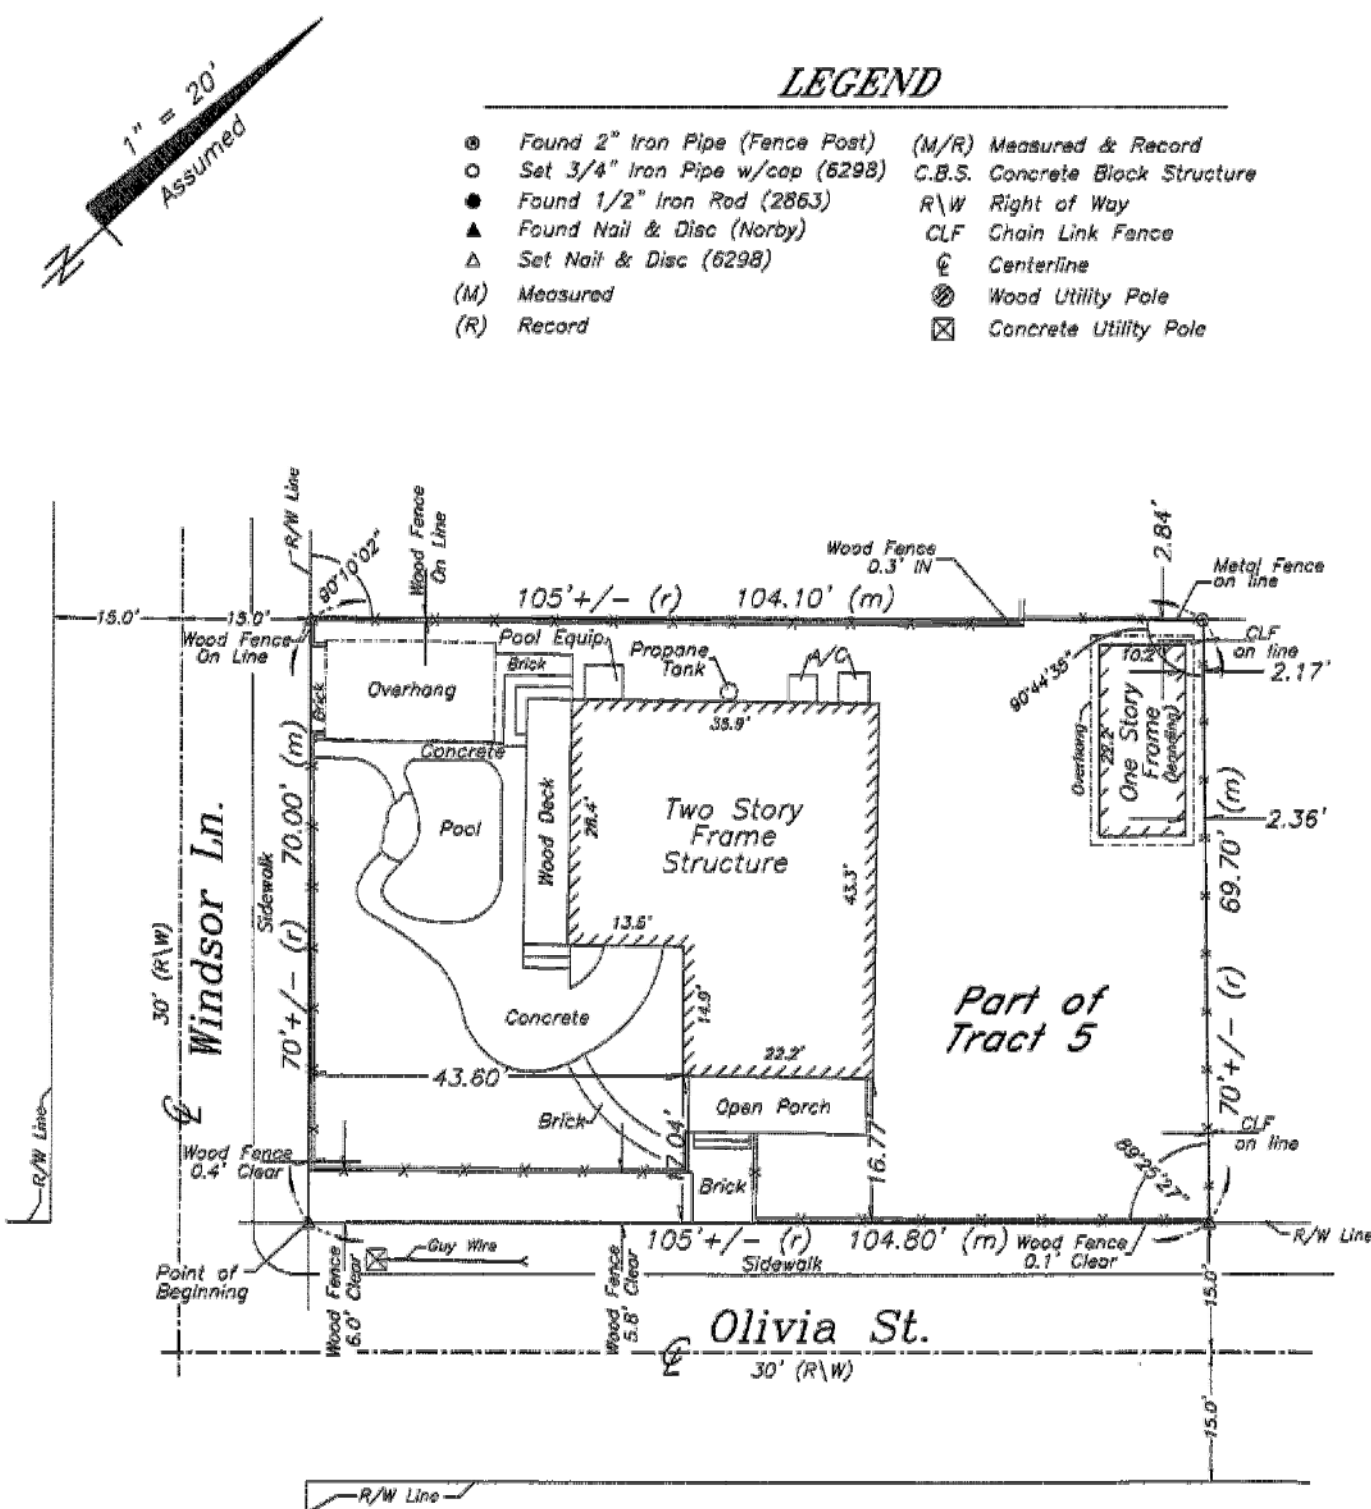 1" = 20'
Assumed
N
LEGEND
Found 2" Iron Pipe (Fence Post)
Set 3/4" Iron Pipe w/cap (6298)
Found 1/2" Iron Rod (2863)
Found Nail & Disc (Norby)
Set Nail & Disc (6298)
(M) Measured
(R) Record
(M/R) Measured & Record
C.B.S. Concrete Block Structure
R\W Right of Way
CLF Chain Link Fence
℄ Centerline
Wood Utility Pole
Concrete Utility Pole
R/W Line
90°10'02"
Wood Fence
On Line
Wood Fence
0.3' IN
2.84'
Metal Fence
on line
15.0'
15.0'
105'+/- (r) 104.10' (m)
Wood Fence
On Line
Pool Equip.
Brick
Propane
Tank
A/C
CLF
on line
2.17'
90°44'35"
10.2'
Overhang
Brick
35.9'
Overhang
22.2'
One Story
Frame
(leaning)
Concrete
Pool
Wood Deck
28.4'
Two Story
Frame
Structure
43.3'
2.36'
70'+/- (r) 70.00' (m)
70'+/- (r) 69.70' (m)
Sidewalk
Windsor Ln.
30' (R\W)
℄
13.6'
14.9'
Concrete
22.2'
Part of
Tract 5
43.60'
Brick
Open Porch
7.04'
16.77'
Brick
CLF
on line
89°25'27"
R/W Line
Wood Fence
0.4' Clear
Point of
Beginning
Guy Wire
Wood Fence
6.0' Clear
Wood Fence
5.8' Clear
105'+/- (r) 104.80' (m)
Sidewalk
Wood Fence
0.1' Clear
R/W Line
15.0'
Olivia St.
℄
30' (R\W)
15.0'
R/W Line